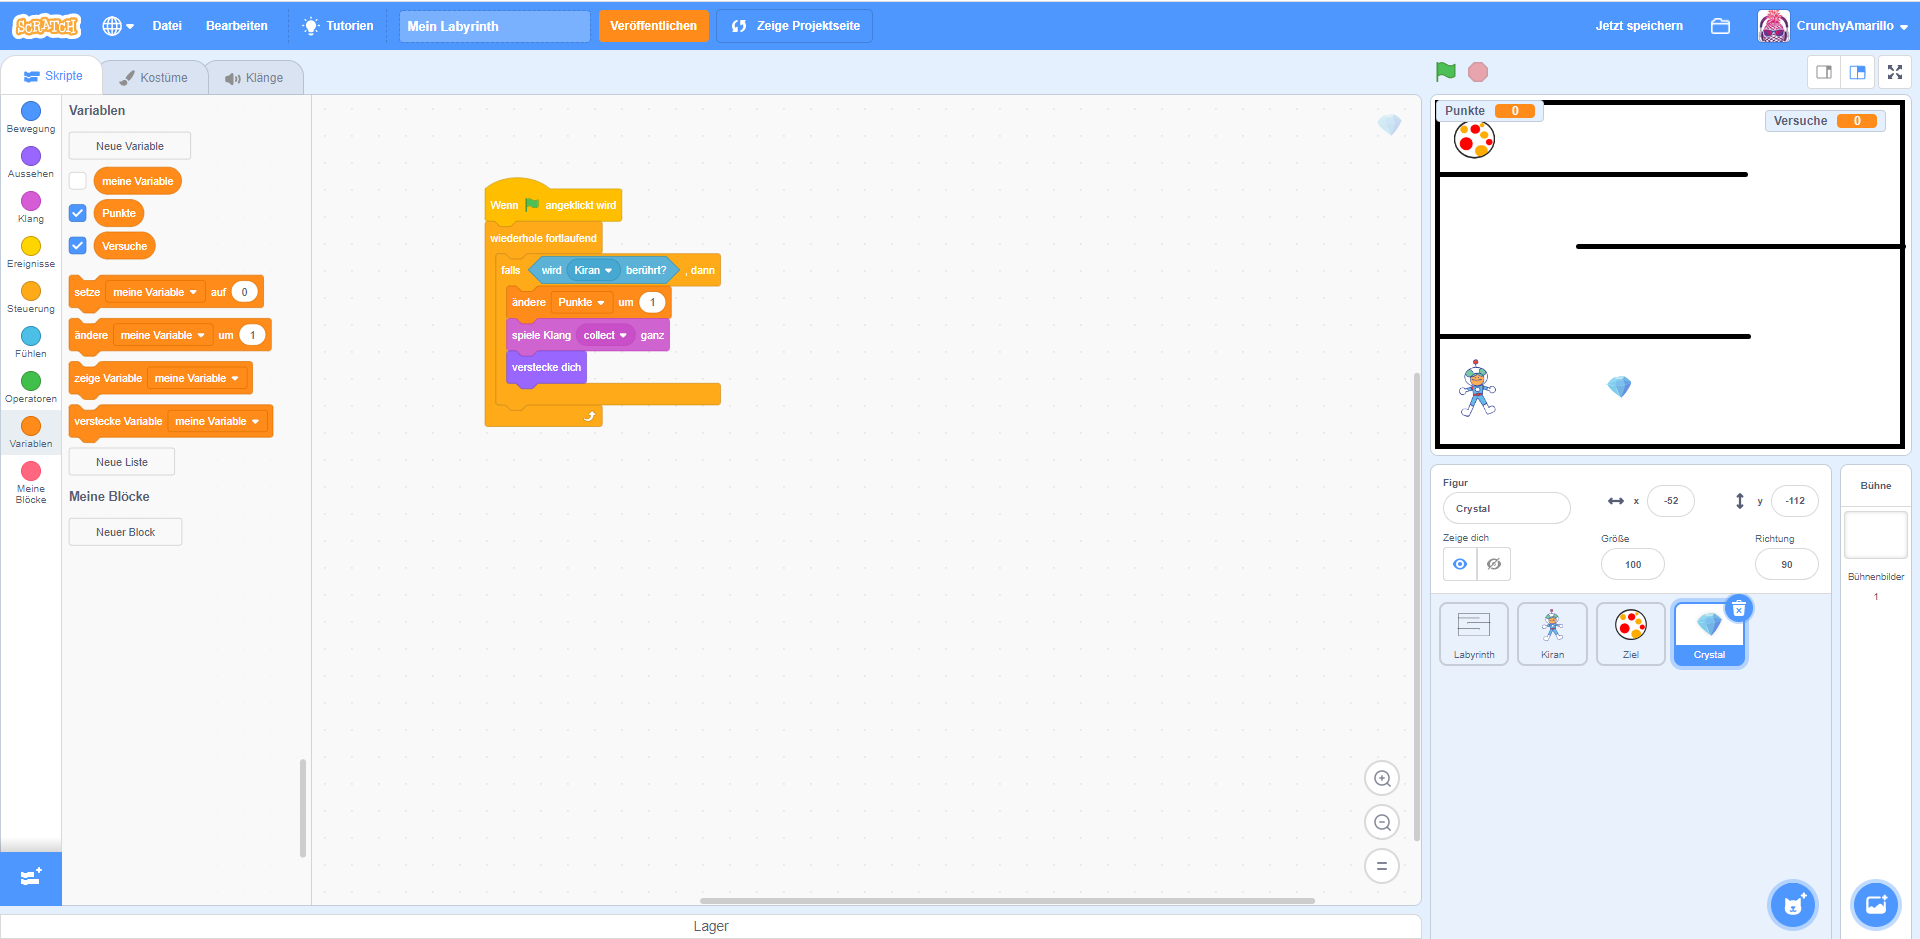 SCRATCH
Datei
Bearbeiten
Tutorien
Mein Labyrinth
Veröffentlichen
Zeige Projektseite
Jetzt speichern
CrunchyAmarillo
Skripte
Kostüme
Klänge
Bewegung
Aussehen
Klang
Ereignisse
Steuerung
Fühlen
Operatoren
Variablen
Meine
Blöcke
Variablen
Neue Variable
meine Variable
Punkte
Versuche
setze meine Variable auf 0
ändere meine Variable um 1
zeige Variable meine Variable
verstecke Variable meine Variable
Neue Liste
Meine Blöcke
Neuer Block
Wenn angeklickt wird
wiederhole fortlaufend
falls wird Kiran berührt? , dann
ändere Punkte um 1
spiele Klang collect ganz
verstecke dich
Lager
Punkte 0
Versuche 0
Figur
Crystal
x -52
y -112
Zeige dich
Größe
100
Richtung
90
Labyrinth
Kiran
Ziel
Crystal
Bühne
Bühnenbilder
1